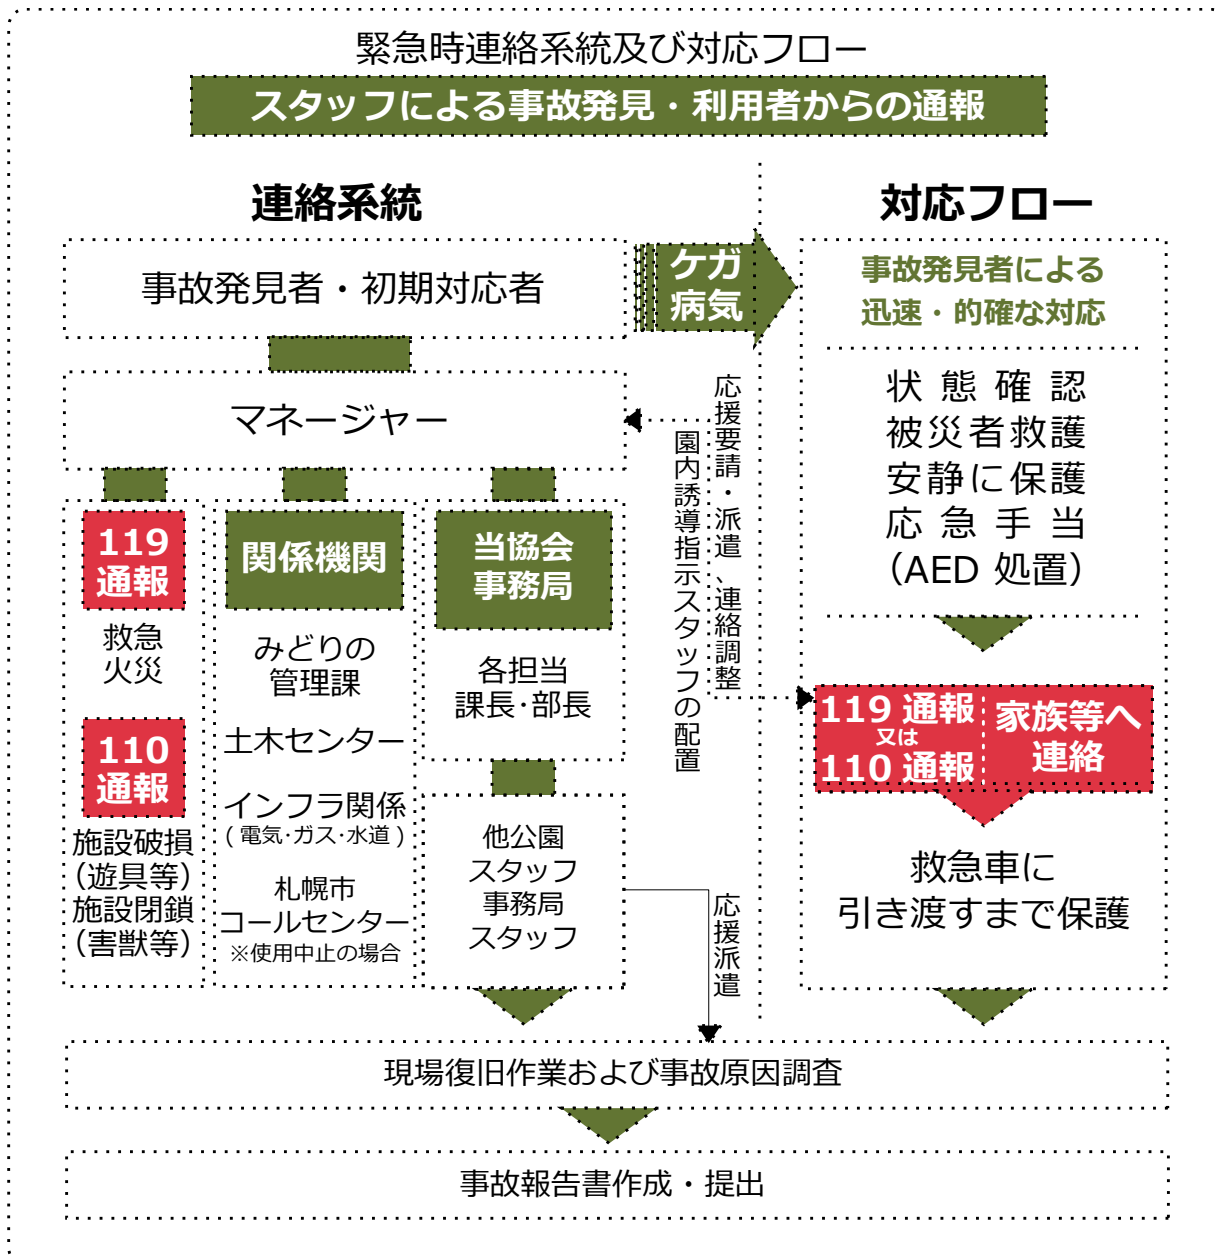 緊急時連絡系統及び対応フロー
スタッフによる事故発見・利用者からの通報
連絡系統
事故発見者・初期対応者
ケガ
病気
マネージャー
応援要請・派遣、連絡調整
園内誘導指示スタッフの配置
119
通報
救急
火災
110
通報
施設破損
（遊具等）
施設閉鎖
（害獣等）
関係機関
みどりの
管理課
土木センター
インフラ関係
( 電気･ガス･水道 )
札幌市
コールセンター
※使用中止の場合
当協会
事務局
各担当
課長･部長
他公園
スタッフ
事務局
スタッフ
応援派遣
対応フロー
事故発見者による
迅速・的確な対応
状態確認
被災者救護
安静に保護
応急手当
（AED 処置）
119 通報
又は
110 通報
家族等へ
連絡
救急車に
引き渡すまで保護
現場復旧作業および事故原因調査
事故報告書作成・提出